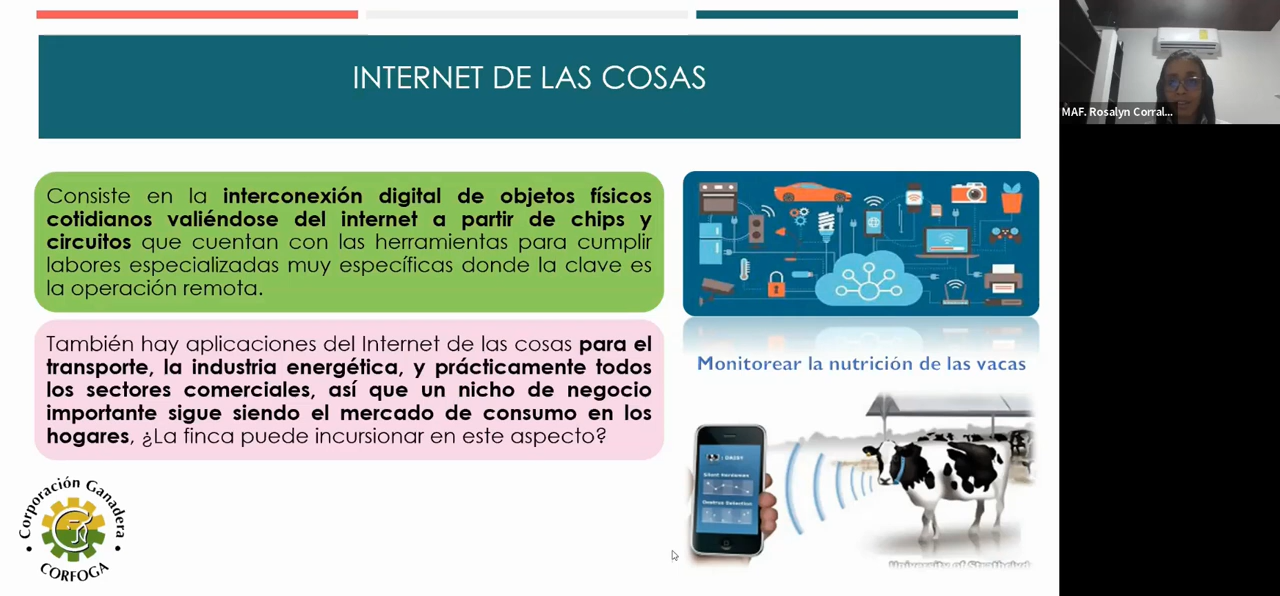 INTERNET DE LAS COSAS
MAF. Rosalyn Corral...
Consiste en la interconexión digital de objetos físicos
cotidianos valiéndose del internet a partir de chips y
circuitos que cuentan con las herramientas para cumplir
labores especializadas muy específicas donde la clave es
la operación remota.
También hay aplicaciones del Internet de las cosas para el
transporte, la industria energética, y prácticamente todos
los sectores comerciales, así que un nicho de negocio
importante sigue siendo el mercado de consumo en los
hogares, ¿La finca puede incursionar en este aspecto?
Monitorear la nutrición de las vacas
: DAISY
University of Strathclyd
Corporación Ganadera
CORFOGA